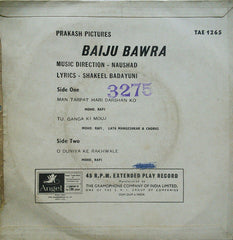 PRAKASH PICTURES
TAE 1265
BAIJU BAWRA
MUSIC DIRECTION - NAUSHAD
LYRICS - SHAKEEL BADAYUNI
Side One
3275
MAN TARPAT HARI DARSHAN KO
MOHD. RAFI
TU GANGA KI MOUJ
MOHD. RAFI, LATA MANGESHKAR & CHORUS
Side Two
O DUNIYA KE RAKHWALE
MOHD. RAFI
Angel
45 R.P.M. EXTENDED PLAY RECORD
THE GRAMOPHONE COMPANY OF INDIA LIMITED,